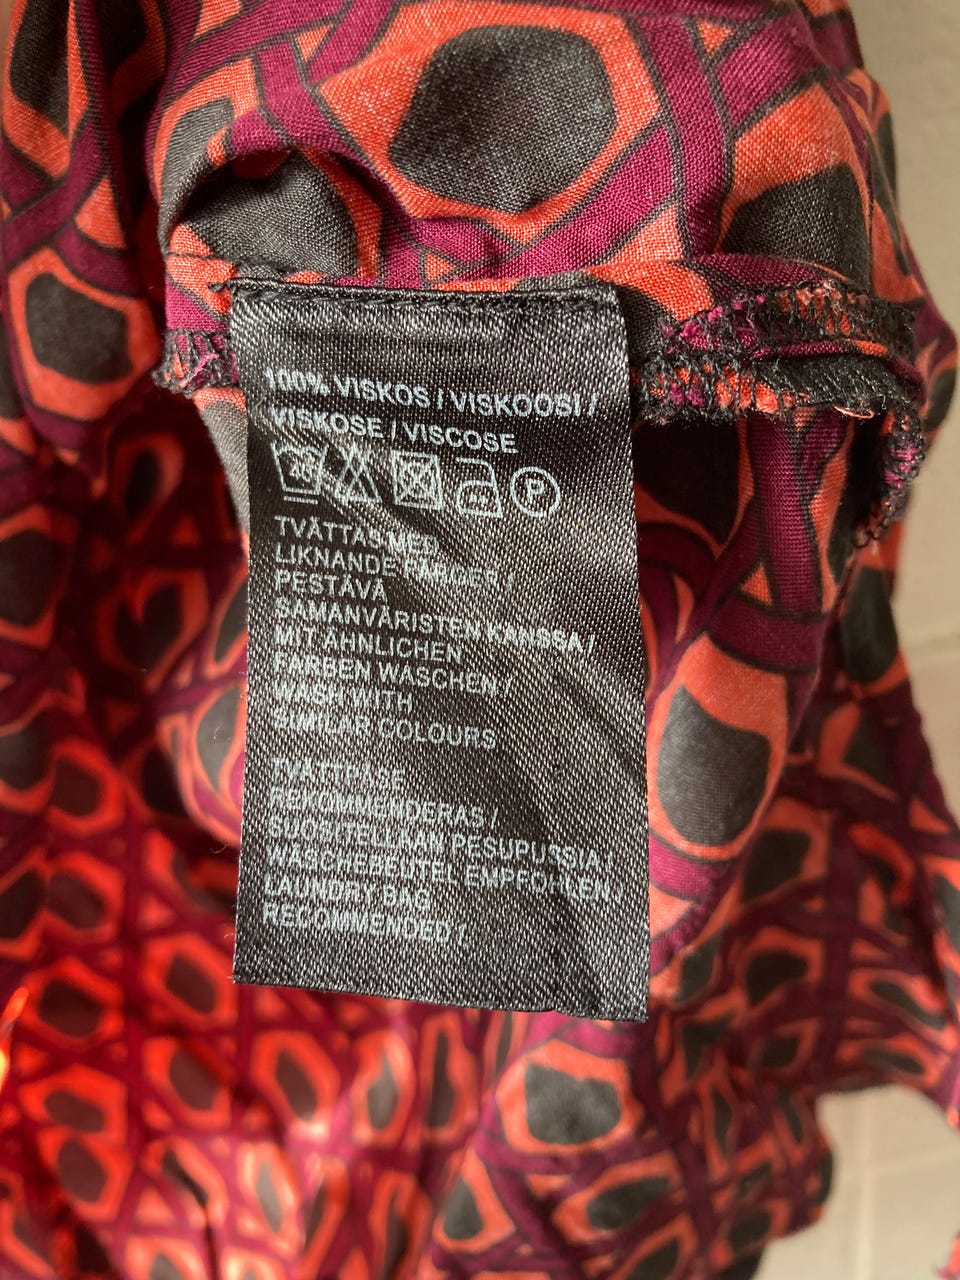 100% VISKOS / VISKOOSI /
VISKOSE / VISCOSE
P
TVÄTTAS MED
LIKNANDE FÄRGER /
PESTÄVÄ
SAMANVÄRISTEN KANSSA /
MIT ÄHNLICHEN
FARBEN WASCHEN /
WASH WITH
SIMILAR COLOURS
TVÄTTPÅSE
REKOMMENDERAS /
SUOSITELLAAN PESUPUSSIA /
WÄSCHEBEUTEL EMPFOHLEN /
LAUNDRY BAG
RECOMMENDED /